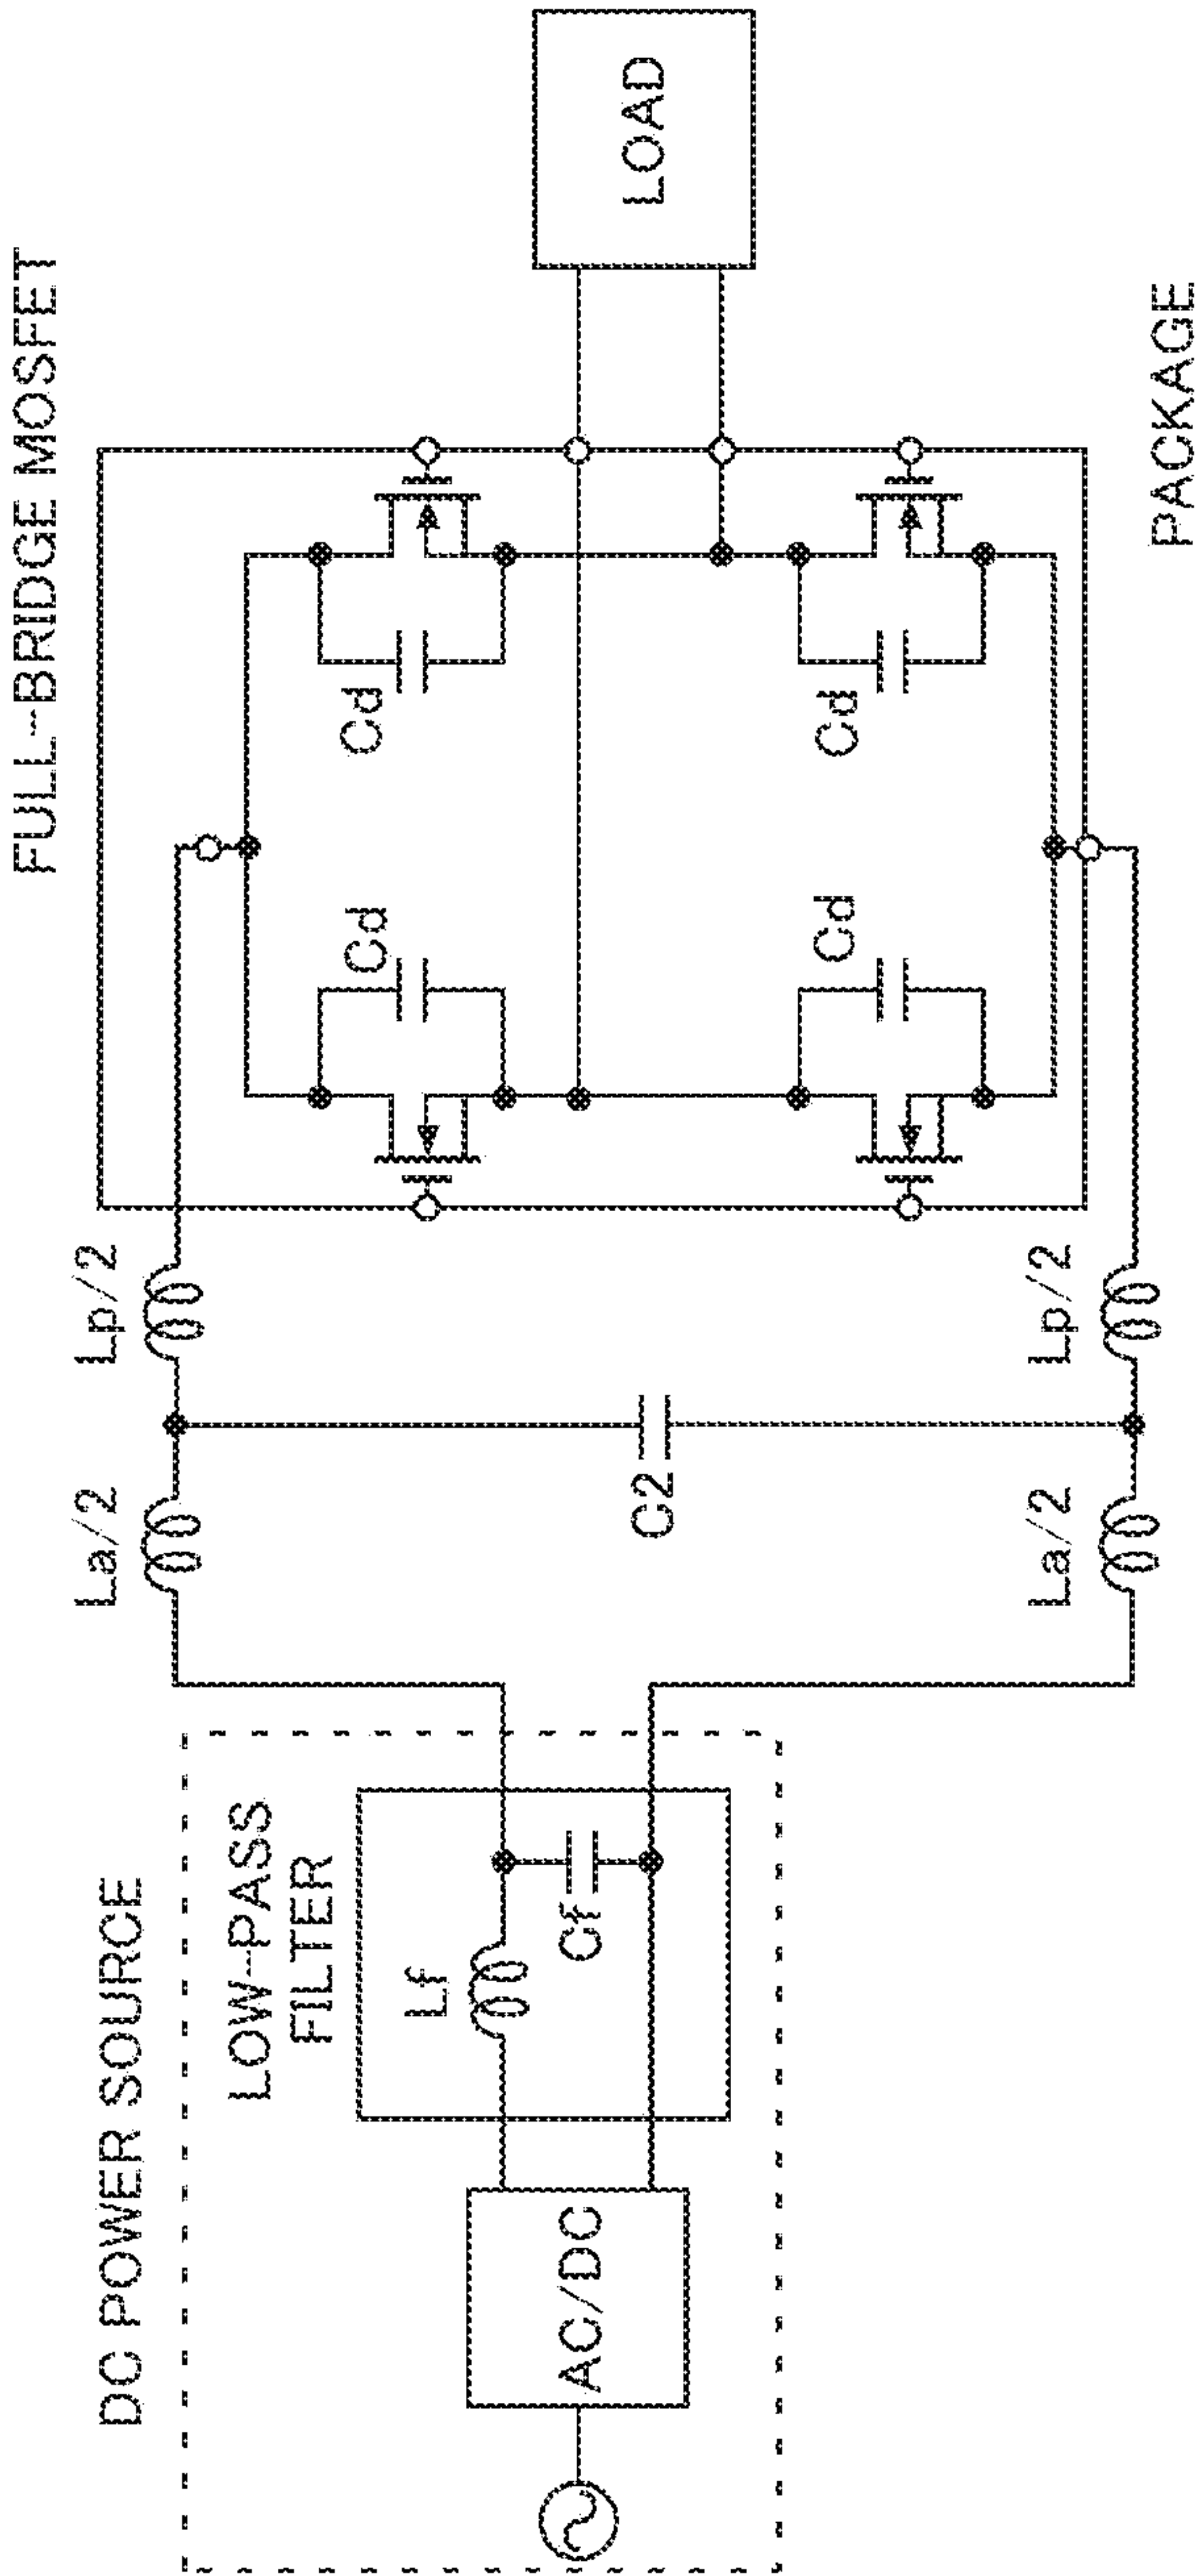 FULL-BRIDGE MOSFET
DC POWER SOURCE
LOW-PASS
FILTER
La/2
Lp/2
Cd
Cd
Lf
Cf
AC/DC
C2
LOAD
Cd
Cd
La/2
Lp/2
PACKAGE